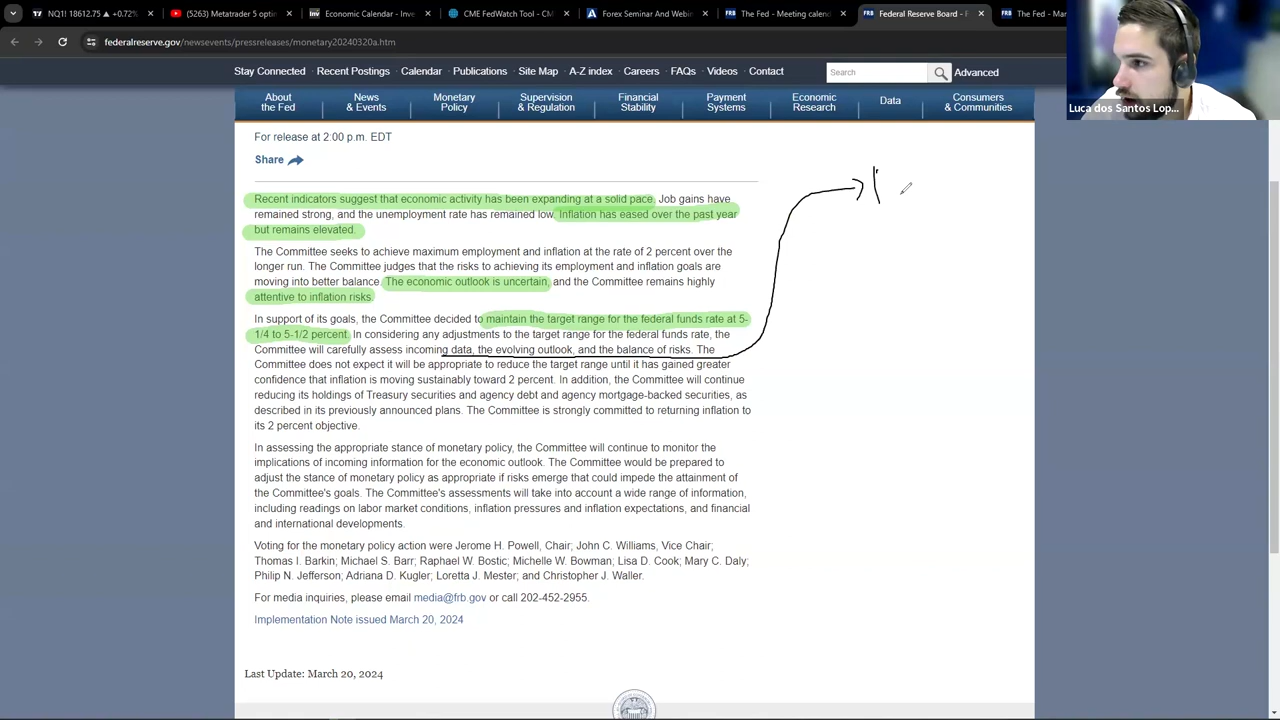 NQ1! 18612.75 ▲ +0.72%
(5263) Metatrader 5 opti
Economic Calendar - Inve
CME FedWatch Tool - CM
Forex Seminar And Webin
The Fed - Meeting calend
Federal Reserve Board - F
The Fed - Mar
federalreserve.gov/newsevents/pressreleases/monetary20240320a.htm
Stay Connected Recent Postings Calendar Publications Site Map A-Z index Careers FAQs Videos Contact Search Advanced
About the Fed
News & Events
Monetary Policy
Supervision & Regulation
Financial Stability
Payment Systems
Economic Research
Data
Consumers & Communities
Luca dos Santos Lop...
For release at 2:00 p.m. EDT
Share
Recent indicators suggest that economic activity has been expanding at a solid pace. Job gains have
remained strong, and the unemployment rate has remained low. Inflation has eased over the past year
but remains elevated.
The Committee seeks to achieve maximum employment and inflation at the rate of 2 percent over the
longer run. The Committee judges that the risks to achieving its employment and inflation goals are
moving into better balance. The economic outlook is uncertain, and the Committee remains highly
attentive to inflation risks.
In support of its goals, the Committee decided to maintain the target range for the federal funds rate at 5-
1/4 to 5-1/2 percent. In considering any adjustments to the target range for the federal funds rate, the
Committee will carefully assess incoming data, the evolving outlook, and the balance of risks. The
Committee does not expect it will be appropriate to reduce the target range until it has gained greater
confidence that inflation is moving sustainably toward 2 percent. In addition, the Committee will continue
reducing its holdings of Treasury securities and agency debt and agency mortgage-backed securities, as
described in its previously announced plans. The Committee is strongly committed to returning inflation to
its 2 percent objective.
In assessing the appropriate stance of monetary policy, the Committee will continue to monitor the
implications of incoming information for the economic outlook. The Committee would be prepared to
adjust the stance of monetary policy as appropriate if risks emerge that could impede the attainment of
the Committee's goals. The Committee's assessments will take into account a wide range of information,
including readings on labor market conditions, inflation pressures and inflation expectations, and financial
and international developments.
Voting for the monetary policy action were Jerome H. Powell, Chair; John C. Williams, Vice Chair;
Thomas I. Barkin; Michael S. Barr; Raphael W. Bostic; Michelle W. Bowman; Lisa D. Cook; Mary C. Daly;
Philip N. Jefferson; Adriana D. Kugler; Loretta J. Mester; and Christopher J. Waller.
For media inquiries, please email media@frb.gov or call 202-452-2955.
Implementation Note issued March 20, 2024
Last Update: March 20, 2024